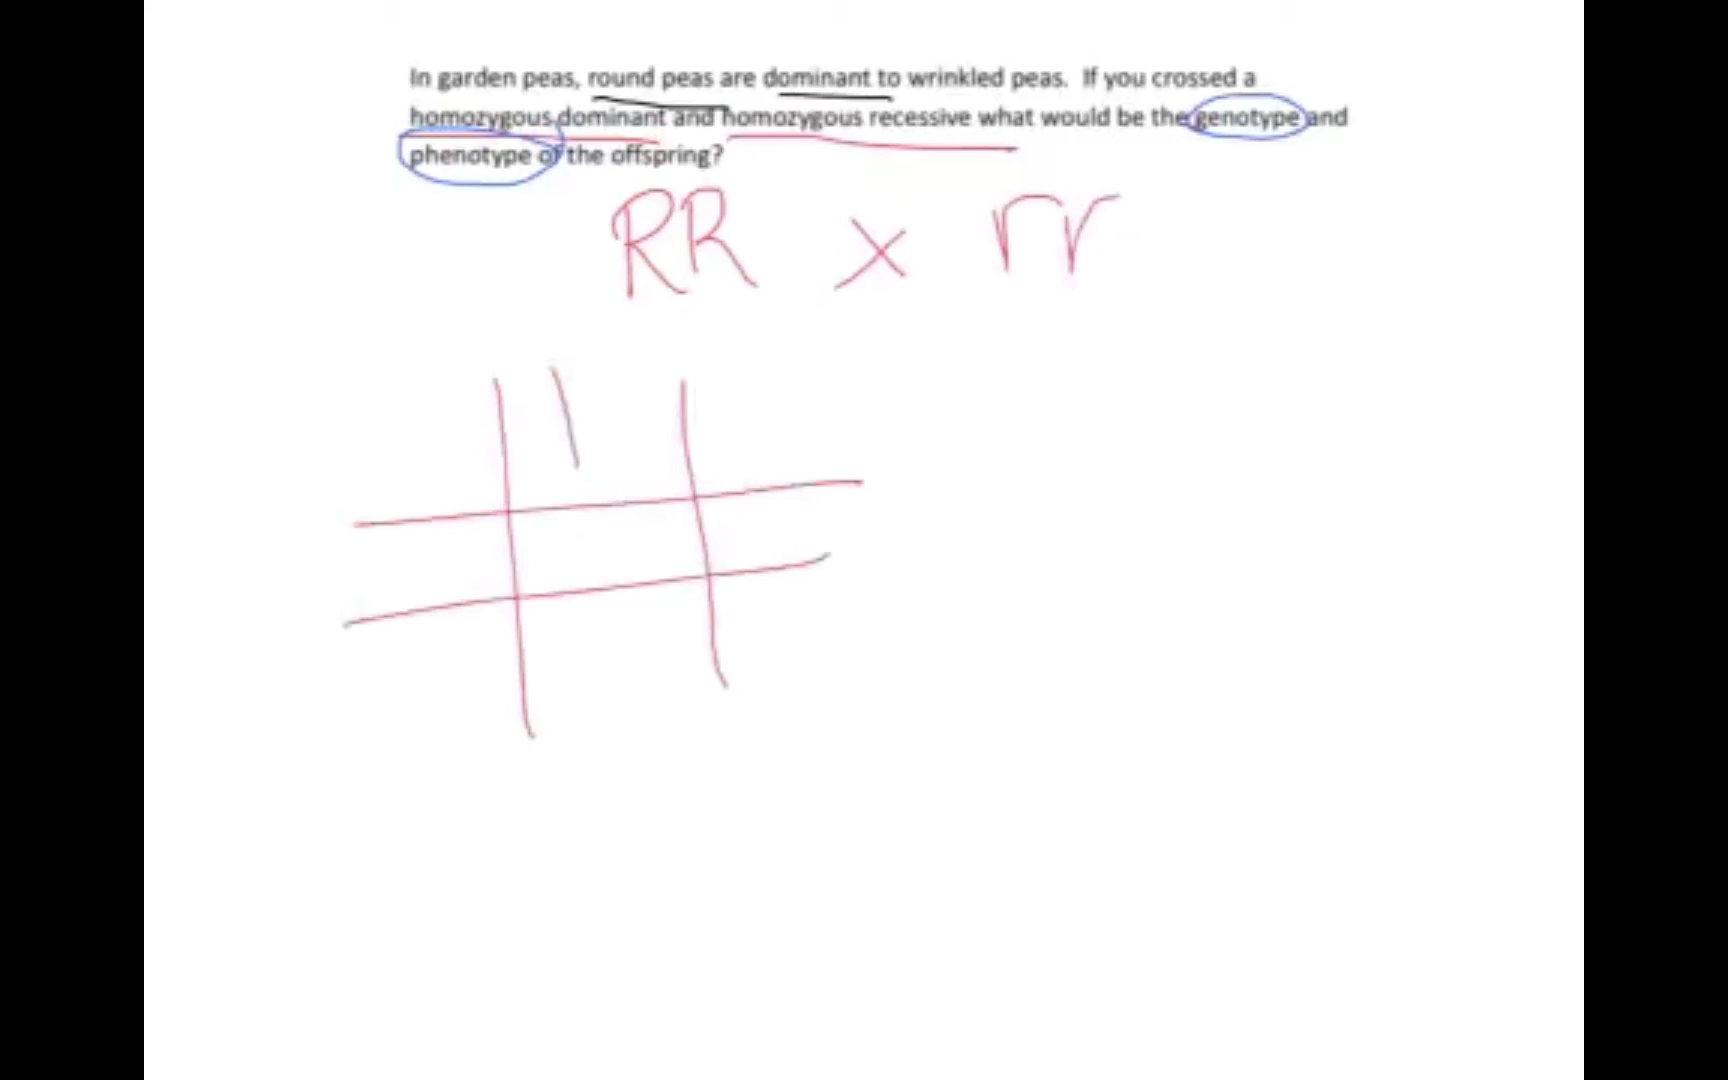 In garden peas, round peas are dominant to wrinkled peas. If you crossed a
homozygous dominant and homozygous recessive what would be the genotype and
phenotype of the offspring?
RR x rr